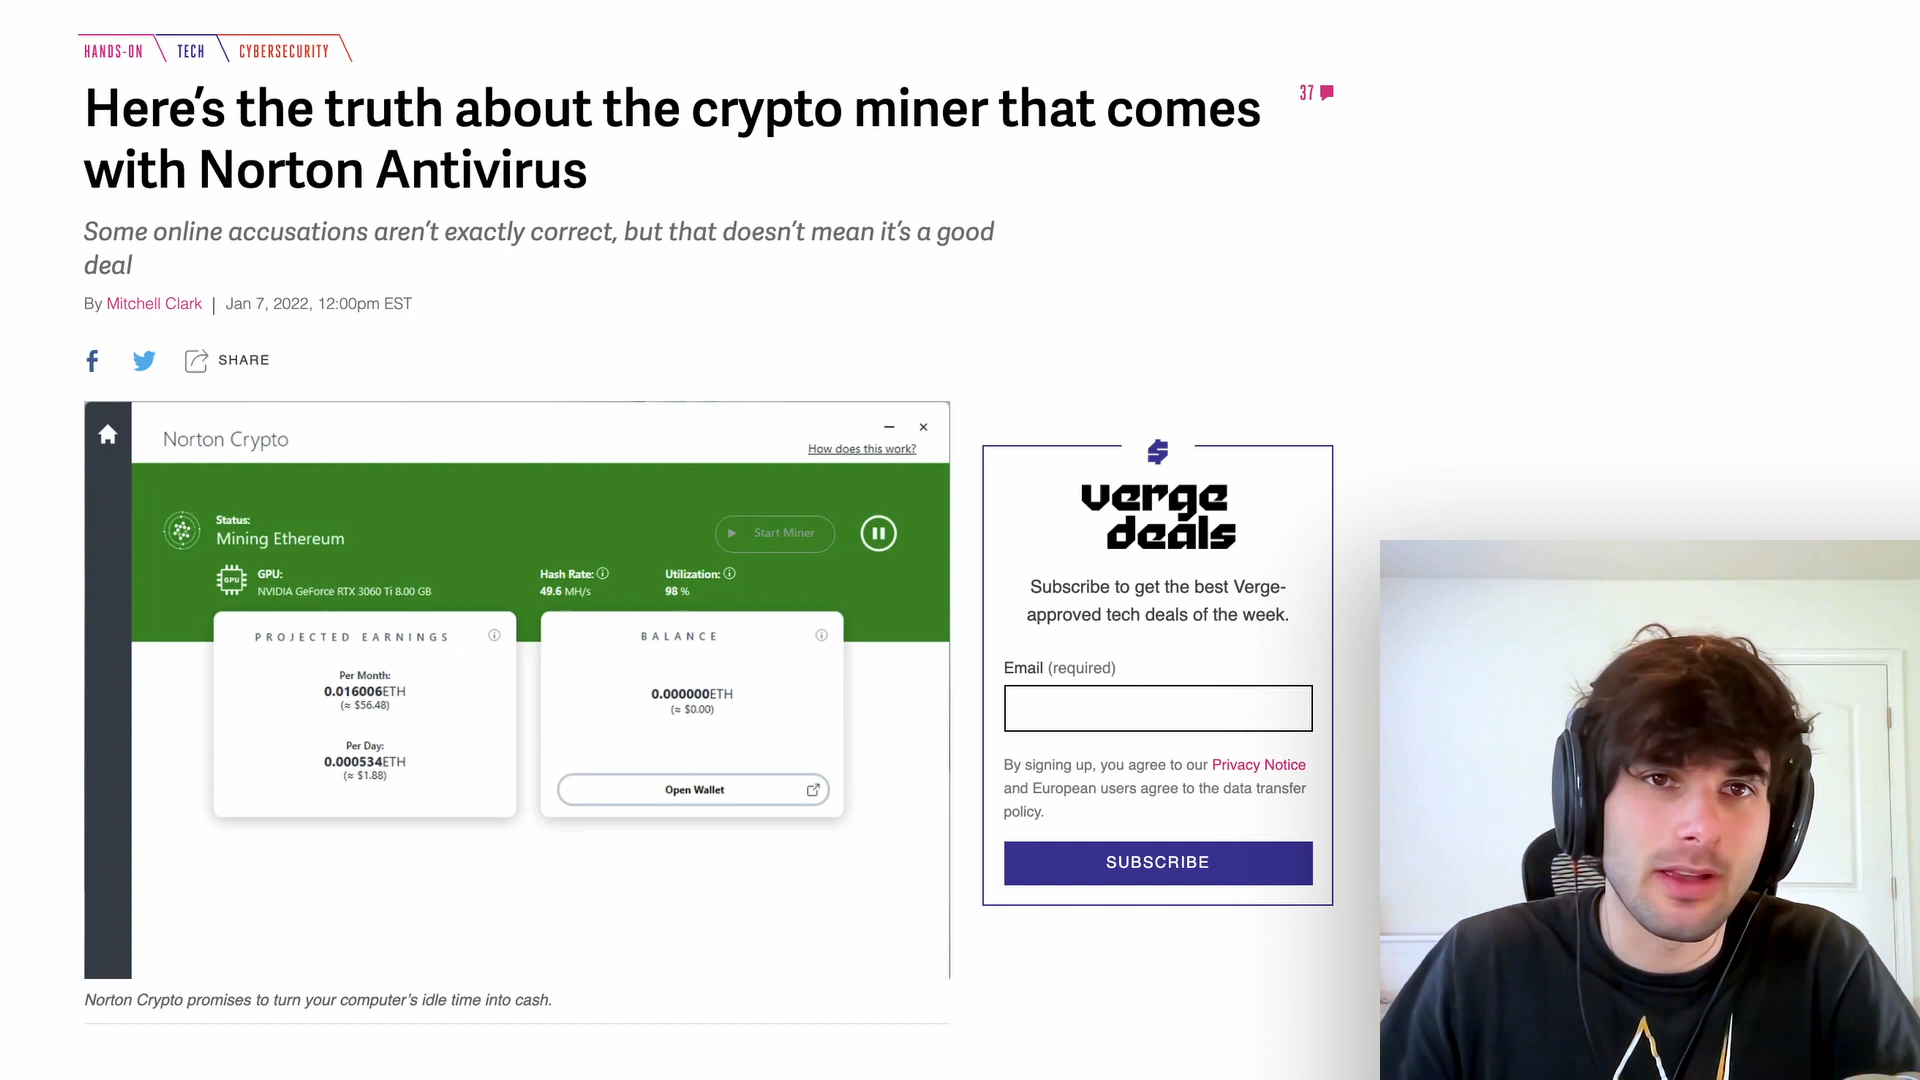 HANDS-ON TECH CYBERSECURITY
Here's the truth about the crypto miner that comes
with Norton Antivirus
37
Some online accusations aren't exactly correct, but that doesn't mean it's a good
deal
By Mitchell Clark | Jan 7, 2022, 12:00pm EST
SHARE
Norton Crypto
How does this work?
Status:
Mining Ethereum
Start Miner
GPU
GPU:
NVIDIA GeForce RTX 3060 Ti 8.00 GB
Hash Rate:
49.6 MH/s
Utilization:
98 %
PROJECTED EARNINGS
Per Month:
0.016006ETH
(≈ $56.48)
Per Day:
0.000534ETH
(≈ $1.88)
BALANCE
0.000000ETH
(≈ $0.00)
Open Wallet
Norton Crypto promises to turn your computer's idle time into cash.
$
verge
deals
Subscribe to get the best Verge-
approved tech deals of the week.
Email (required)
By signing up, you agree to our Privacy Notice
and European users agree to the data transfer
policy.
SUBSCRIBE